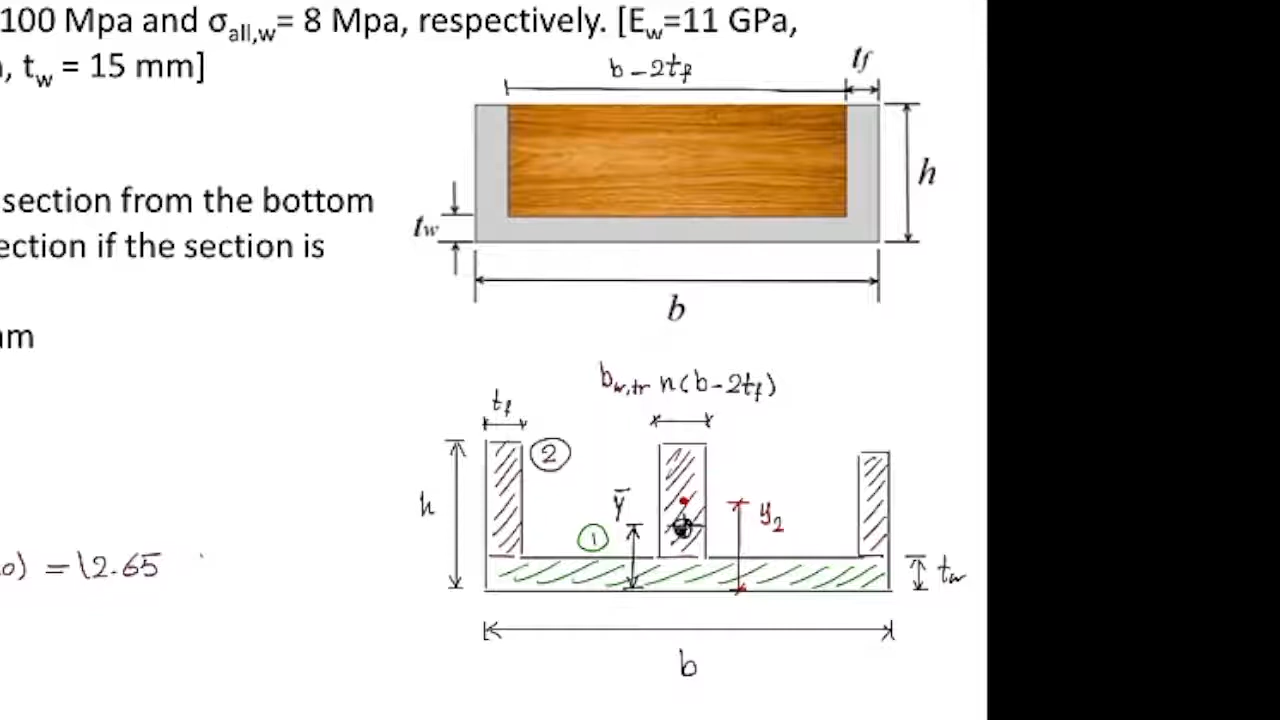 100 Mpa and σall,w= 8 Mpa, respectively. [Ew=11 GPa,
, tw = 15 mm]
b-2tf
tf
h
section from the bottom
tw
ection if the section is
b
am
bw,tr n(b-2tf)
tf
2
h
ȳ
y2
1
o) = 12.65
tw
b